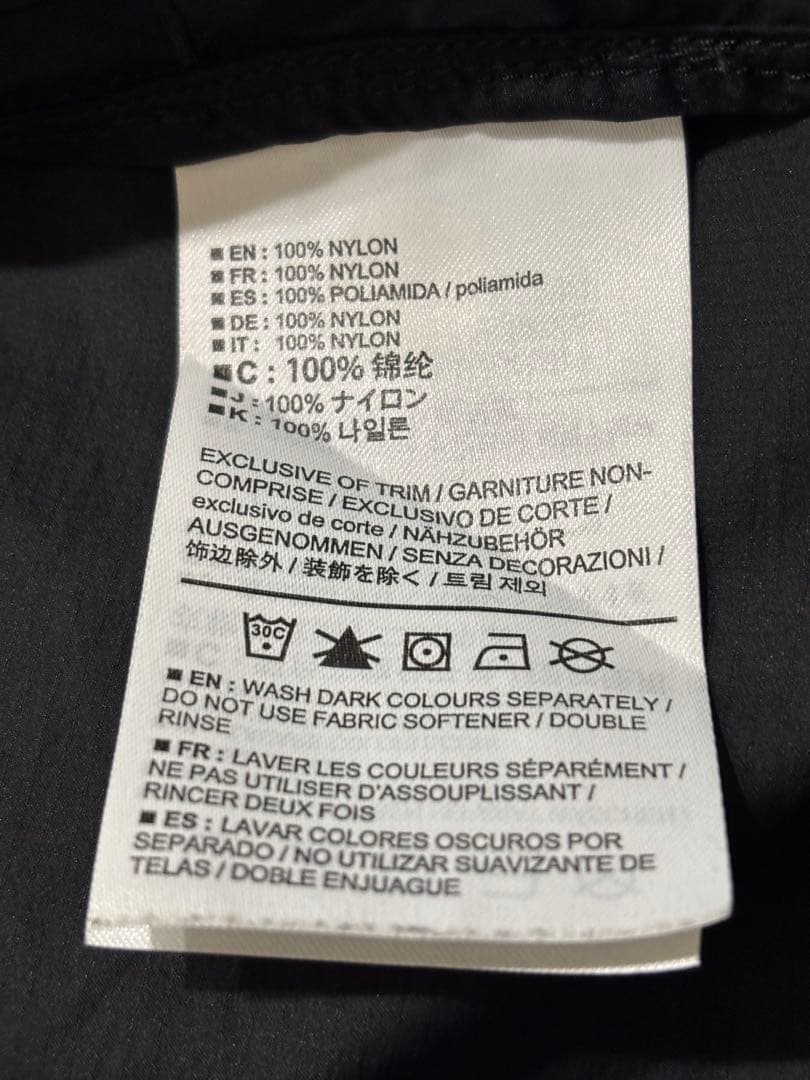 EN : 100% NYLON
FR : 100% NYLON
ES : 100% POLIAMIDA / poliamida
DE : 100% NYLON
IT : 100% NYLON
C : 100% 锦纶
J : 100% ナイロン
K : 100% 나일론
EXCLUSIVE OF TRIM / GARNITURE NON-
COMPRISE / EXCLUSIVO DE CORTE /
exclusivo de corte / NÄHZUBEHÖR
AUSGENOMMEN / SENZA DECORAZIONI /
饰边除外 / 装飾を除く / 트림 제외
30C
EN : WASH DARK COLOURS SEPARATELY /
DO NOT USE FABRIC SOFTENER / DOUBLE
RINSE
FR : LAVER LES COULEURS SÉPARÉMENT /
NE PAS UTILISER D'ASSOUPLISSANT /
RINCER DEUX FOIS
ES : LAVAR COLORES OSCUROS POR
SEPARADO / NO UTILIZAR SUAVIZANTE DE
TELAS / DOBLE ENJUAGUE